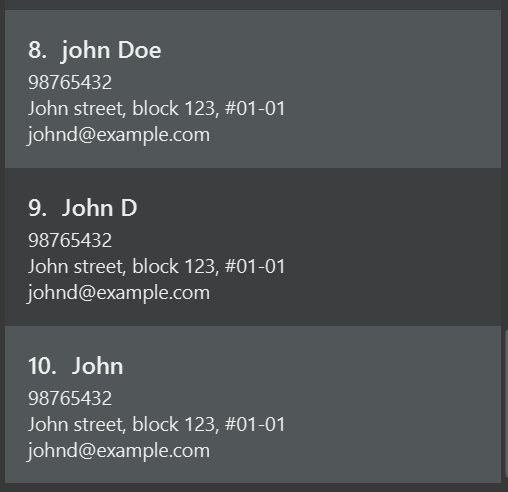 8. john Doe
98765432
John street, block 123, #01-01
johnd@example.com
9. John D
98765432
John street, block 123, #01-01
johnd@example.com
10. John
98765432
John street, block 123, #01-01
johnd@example.com